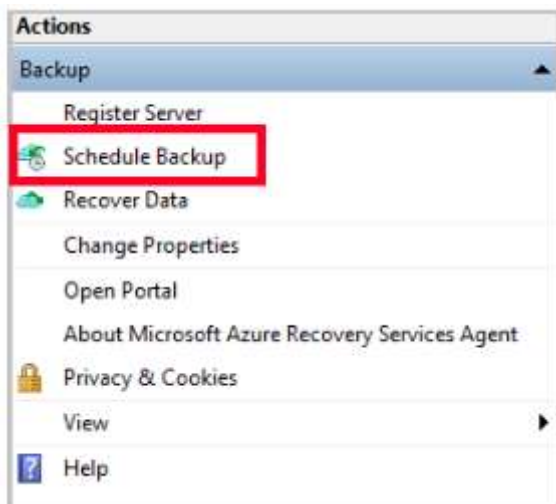 Actions
Backup
Register Server
Schedule Backup
Recover Data
Change Properties
Open Portal
About Microsoft Azure Recovery Services Agent
Privacy & Cookies
View
Help